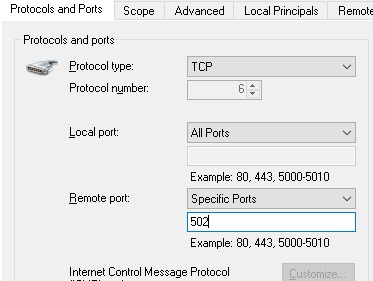 Protocols and Ports Scope Advanced Local Principals Remote
Protocols and ports
Protocol type: TCP
Protocol number: 6
Local port: All Ports
Example: 80, 443, 5000-5010
Remote port: Specific Ports
502
Example: 80, 443, 5000-5010
Internet Control Message Protocol
Customize...